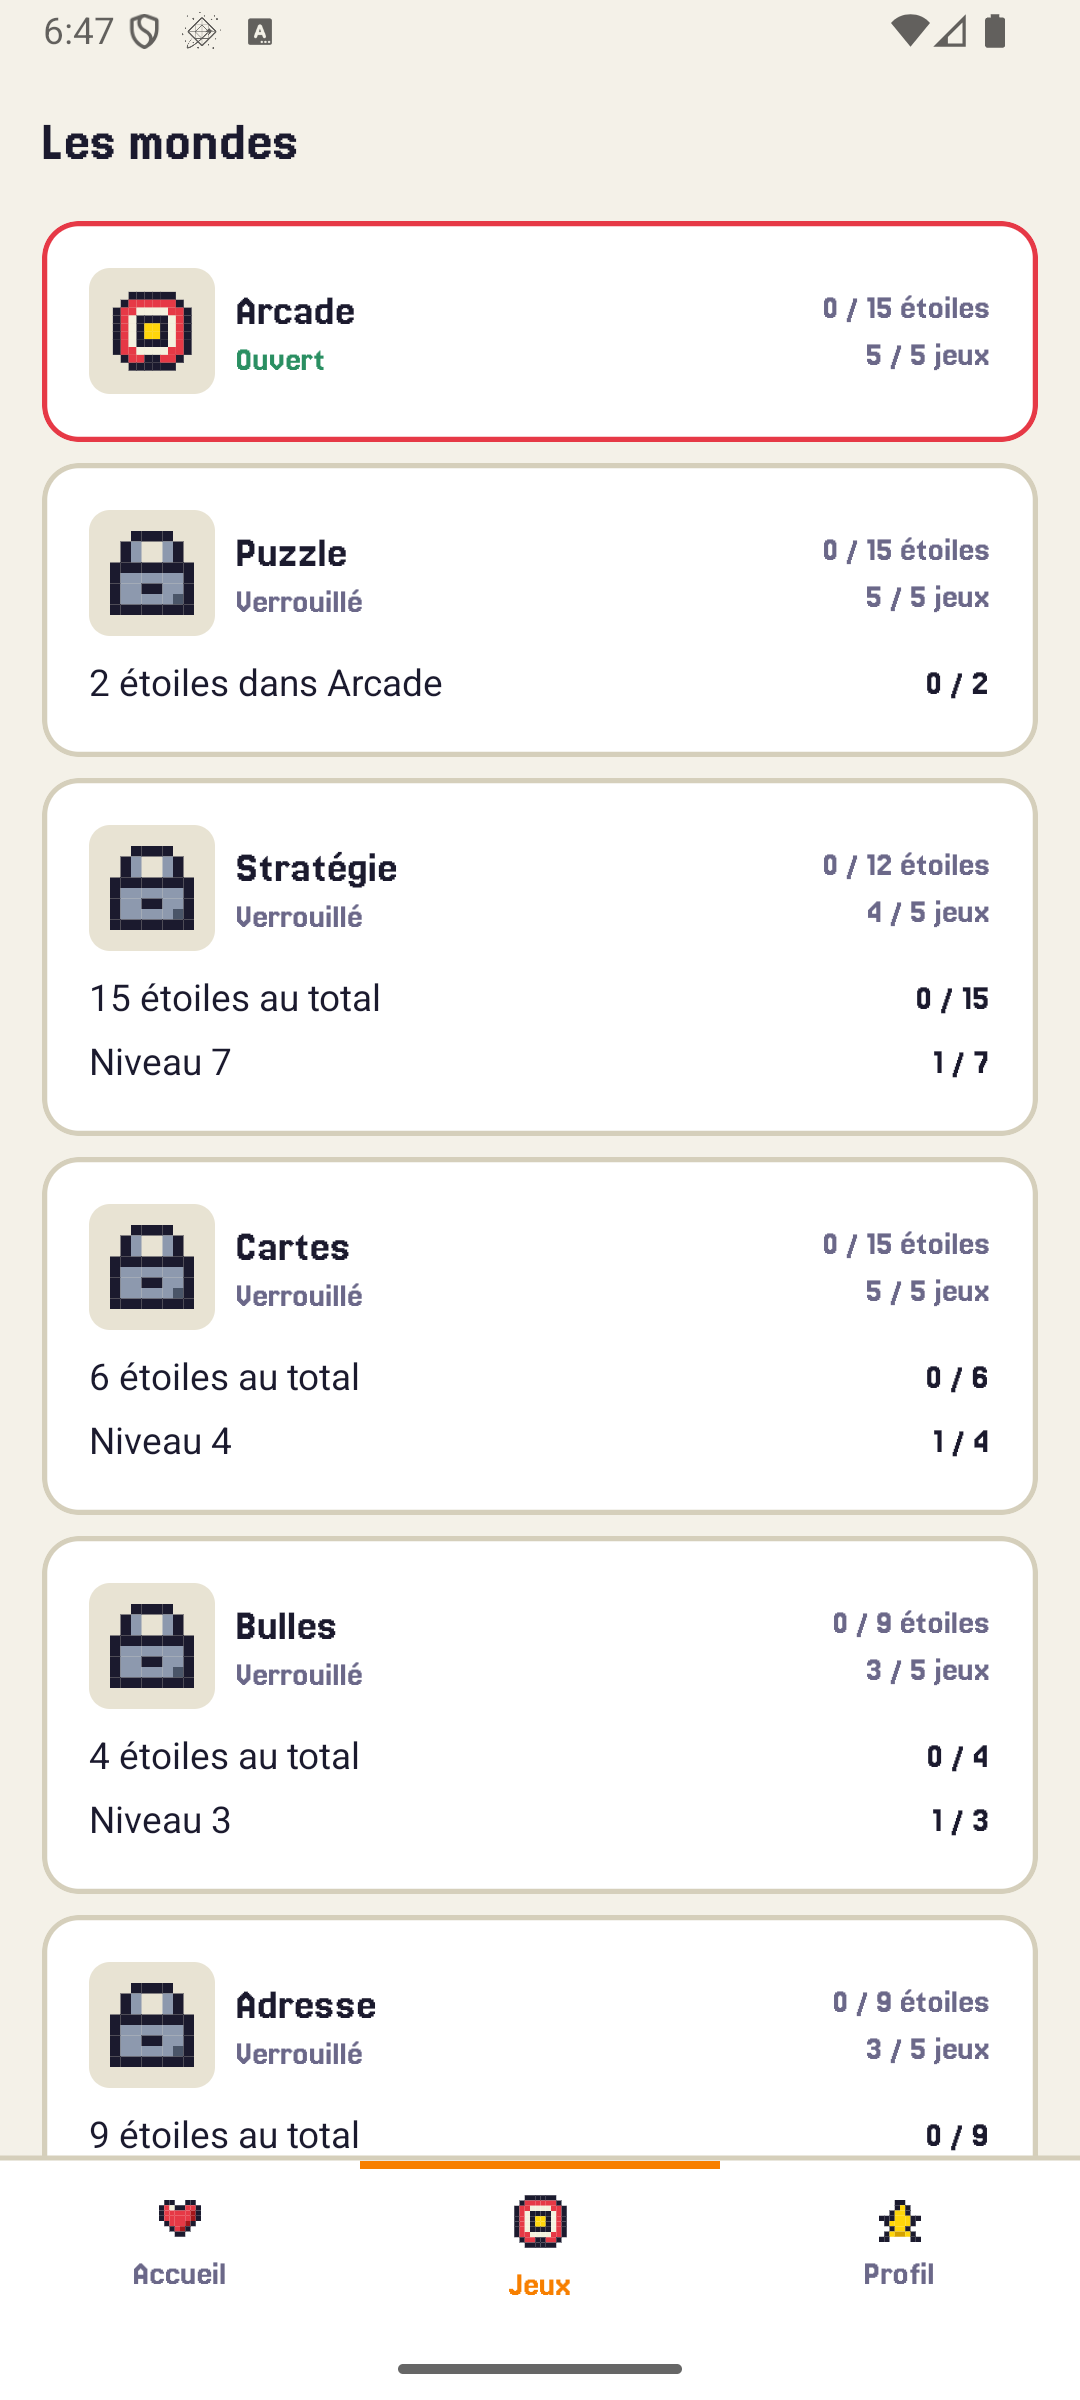 6:47
Les mondes
Arcade
Ouvert
0 / 15 étoiles
5 / 5 jeux
Puzzle
Verrouillé
0 / 15 étoiles
5 / 5 jeux
2 étoiles dans Arcade
0 / 2
Stratégie
Verrouillé
0 / 12 étoiles
4 / 5 jeux
15 étoiles au total
0 / 15
Niveau 7
1 / 7
Cartes
Verrouillé
0 / 15 étoiles
5 / 5 jeux
6 étoiles au total
0 / 6
Niveau 4
1 / 4
Bulles
Verrouillé
0 / 9 étoiles
3 / 5 jeux
4 étoiles au total
0 / 4
Niveau 3
1 / 3
Adresse
Verrouillé
0 / 9 étoiles
3 / 5 jeux
9 étoiles au total
0 / 9
Accueil
Jeux
Profil